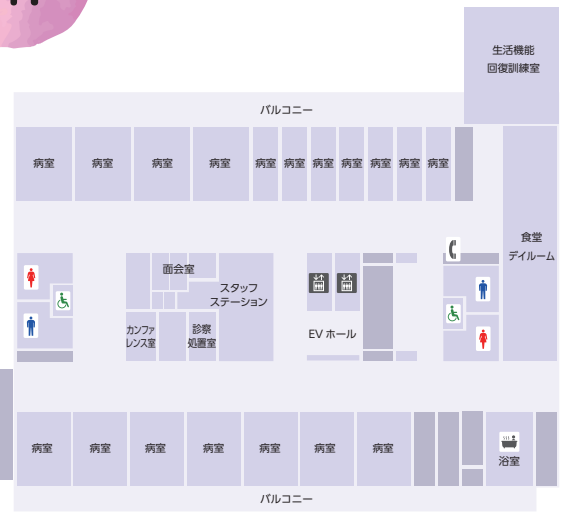 生活機能
回復訓練室
バルコニー
病室
病室
病室
病室
病室
病室
病室
病室
病室
病室
病室
食堂
デイルーム
面会室
スタッフ
ステーション
カンファ
レンス室
診察
処置室
EV ホール
病室
病室
病室
病室
病室
病室
病室
浴室
バルコニー